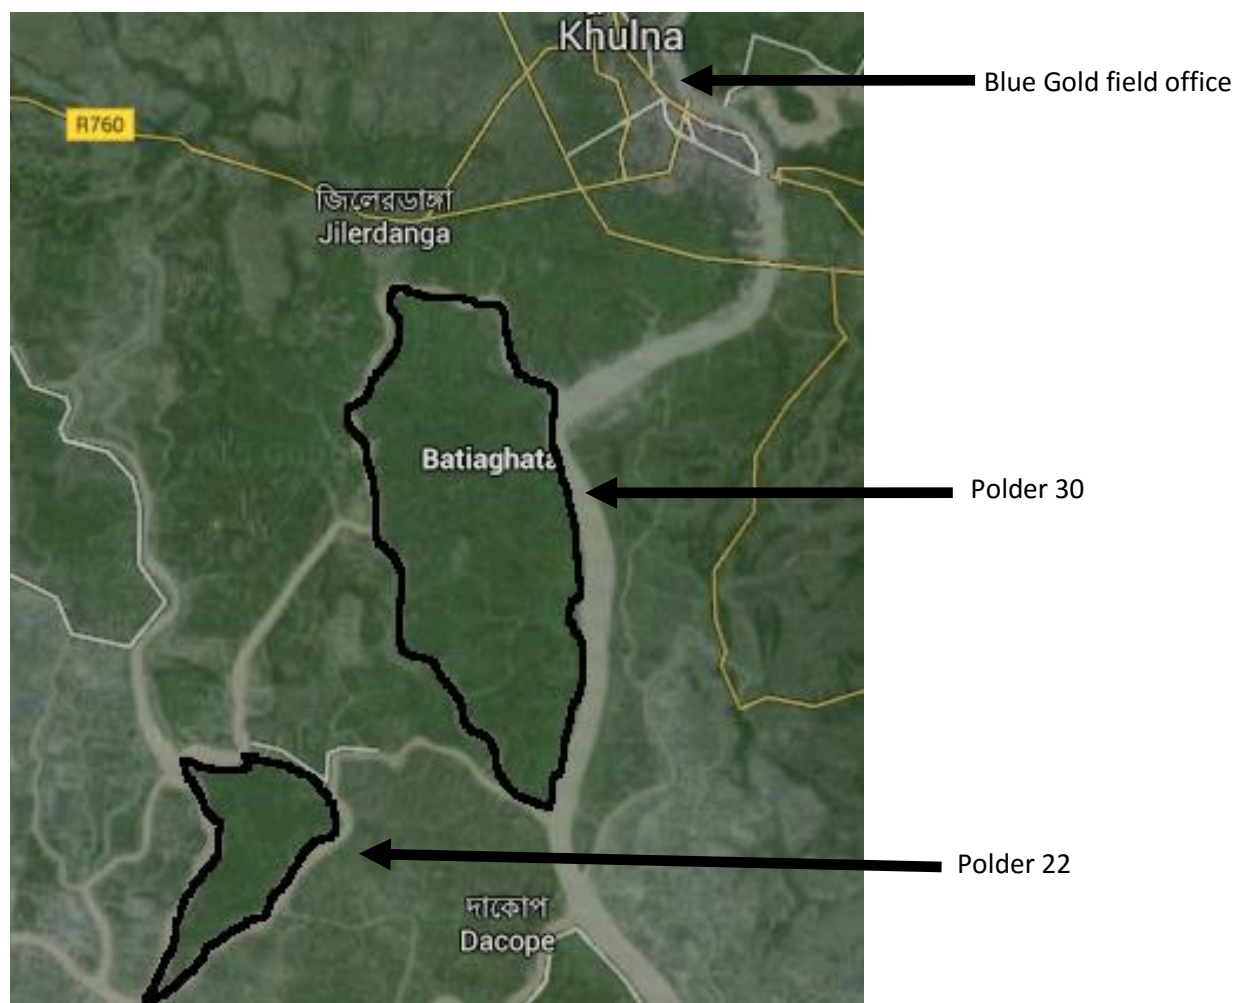 Khulna
Blue Gold field office
R760
জিলেরডাঙ্গা
Jilerdanga
Batiaghata
Polder 30
Polder 22
দাকোপ
Dacope